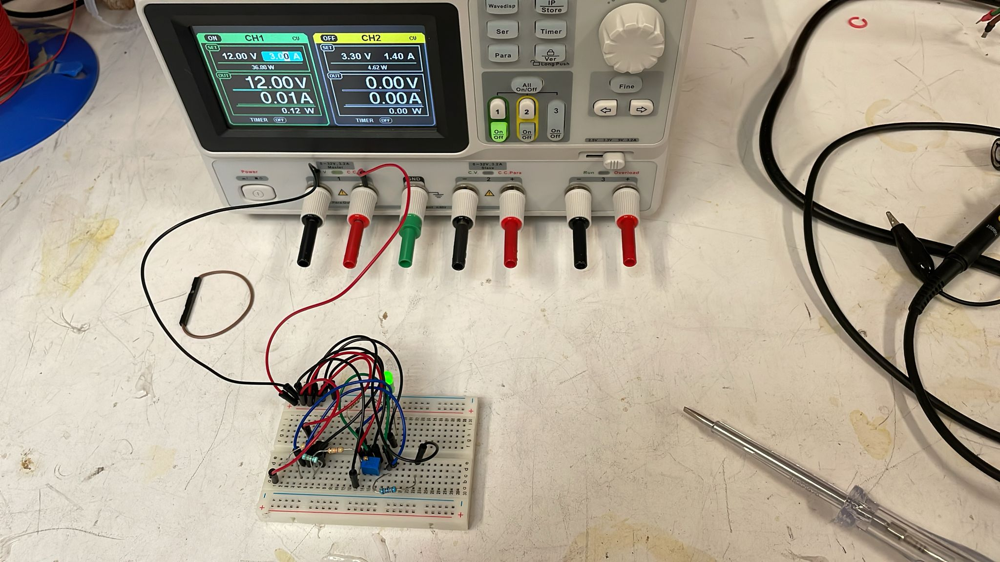 Wavedisp
IP
Store
Ser
Timer
Para
Ver
Long Push
ON CH1 CU
SET
12.00 V 3.00 A
36.00 W
OUT
12.00V
0.01A
0.12 W
TIMER OFF
OFF CH2 CU
SET
3.30 V 1.40 A
4.62 W
OUT
0.00V
0.00A
0.00 W
TIMER OFF
All
On/Off
1
2
3
On
Off
On
Off
On
Off
Fine
2.5V 3.3V 5V 3.2A
Power
0~32V, 3.2A
Master
V C.C.
1
GND
0~32V, 3.2A
Slave
C.V. C.C.Para
- 2 +
Run Overload
- 3 +
100MHz